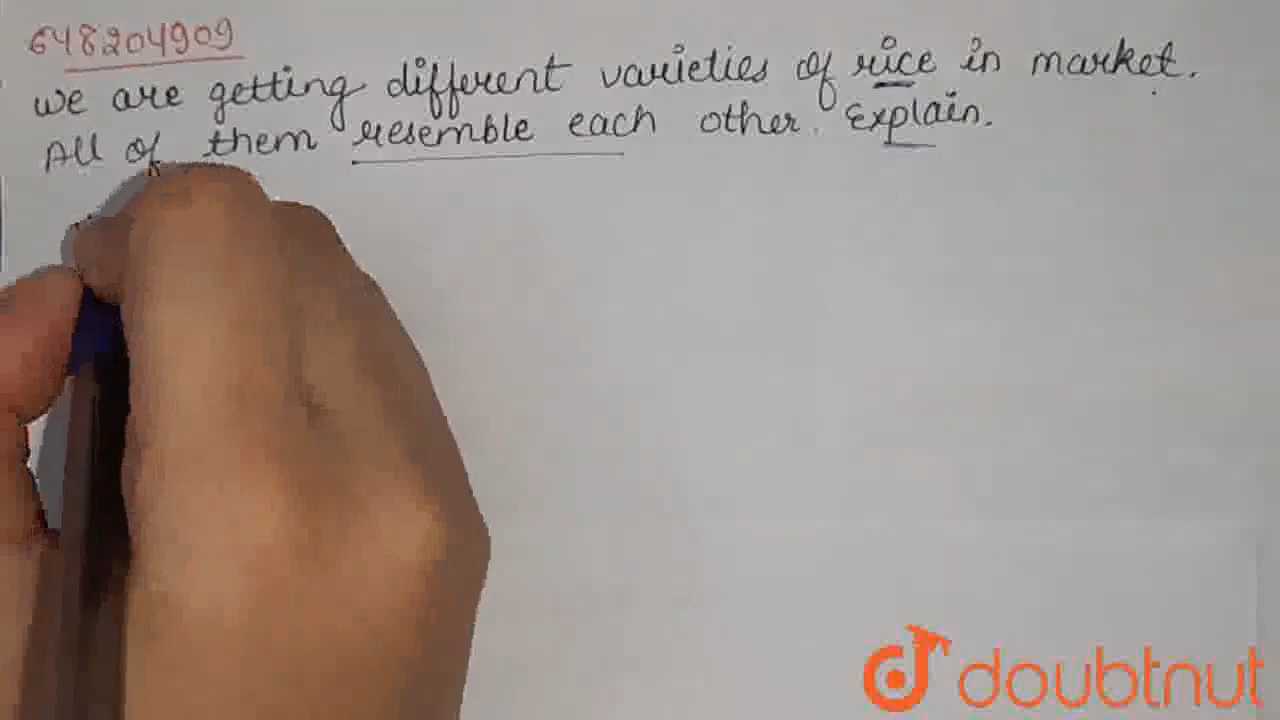 648204909
we are getting different varieties of rice in market.
All of them resemble each other. Explain.
doubtnut